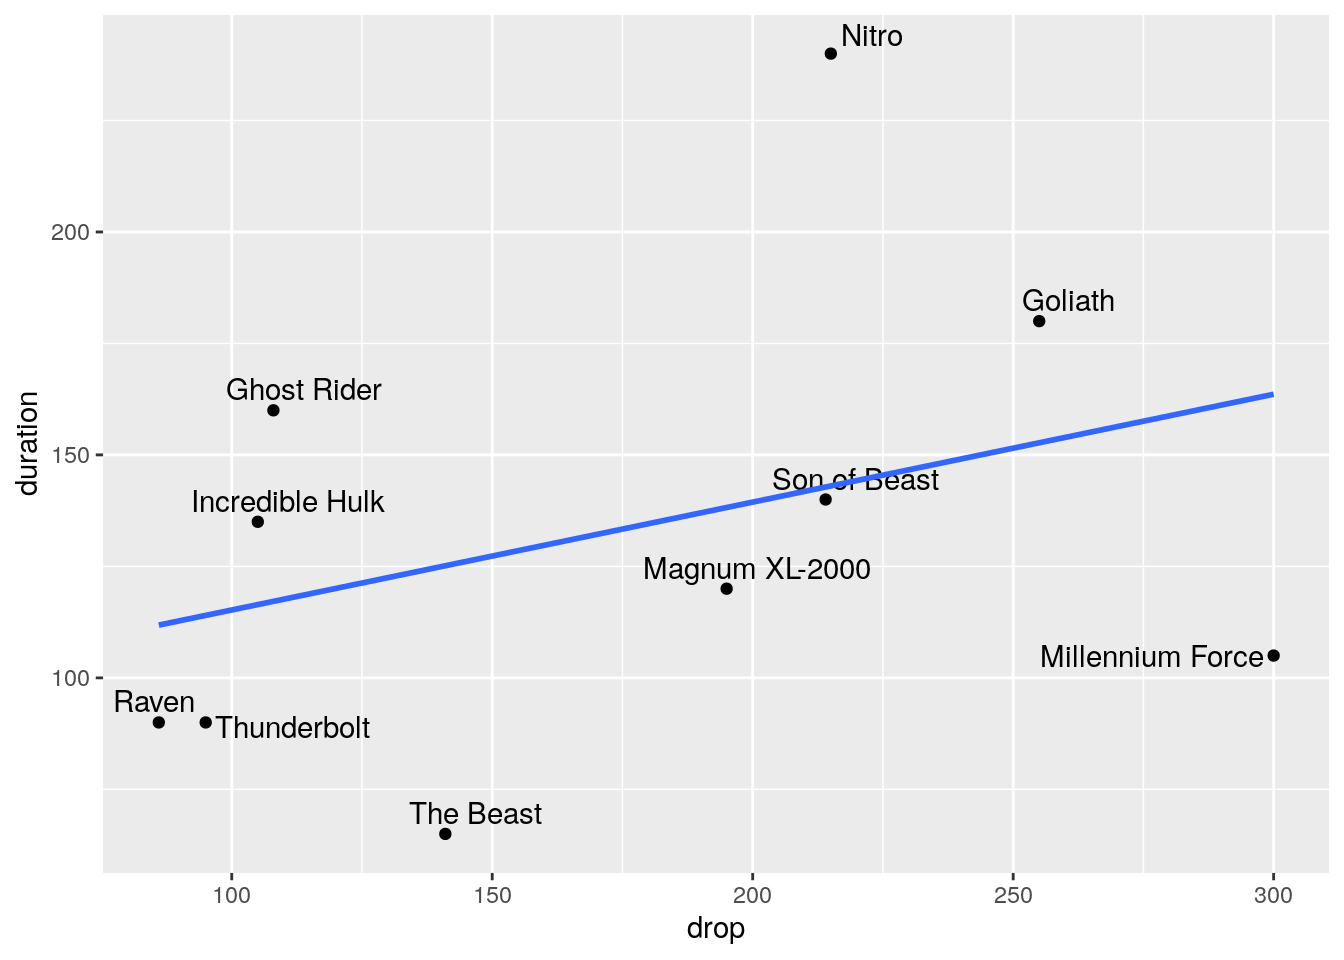 Nitro
200
Goliath
Ghost Rider
150
Son of Beast
Incredible Hulk
Magnum XL-2000
Millennium Force
100
Raven
Thunderbolt
The Beast
duration
100 150 200 250 300
drop